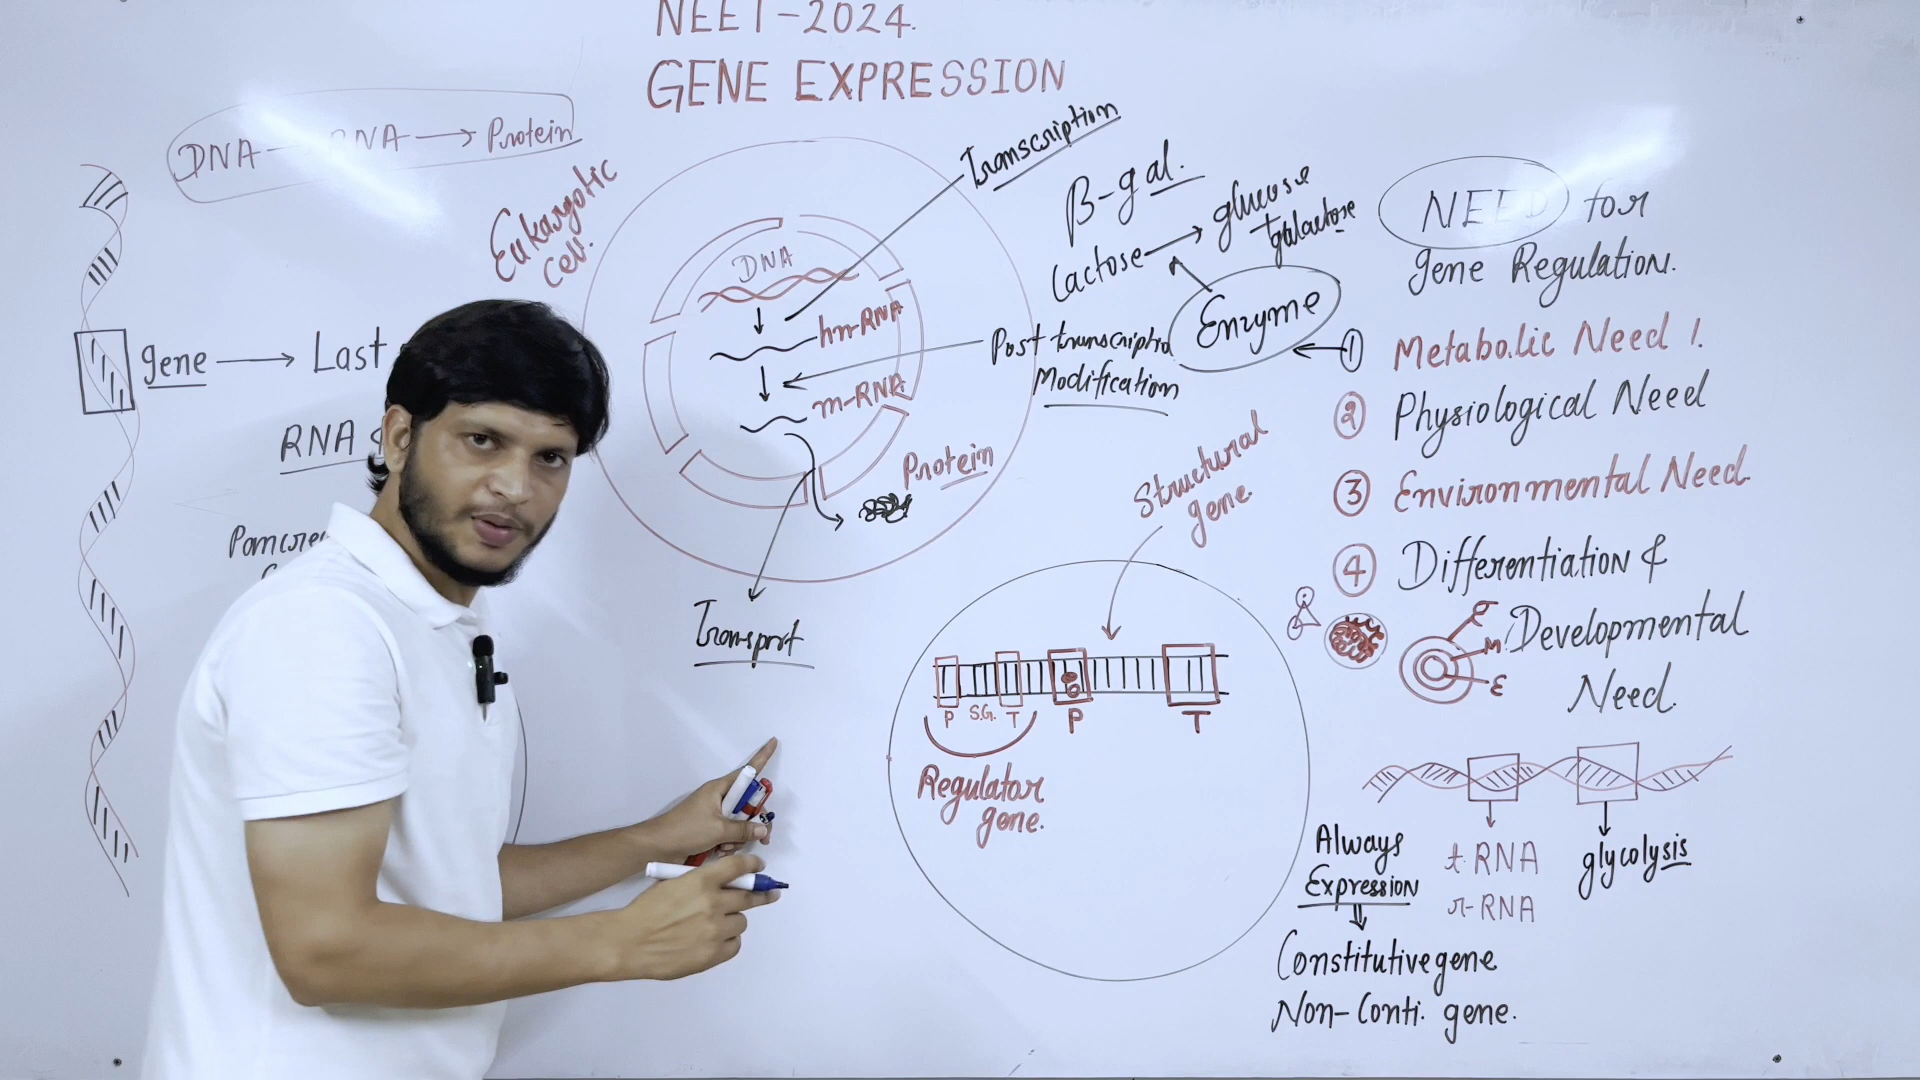 NEET-2024.
GENE EXPRESSION
DNA → RNA → Protein
gene → Last
RNA &
Eukaryotic
cell.
DNA
hn-RNA
m-RNA
Protein
Transcription
Post transcriptio
Modification
Transport
β-gal.
Lactose → glucose
+galactose
Enzyme
NEED for
gene Regulation.
① Metabolic Need 1.
② Physiological Need
③ Environmental Need.
④ Differentiation &
Developmental
Need.
M.
Structural
gene.
P S.G. T P T
Regulator
gene.
Always
Expression
t RNA
r-RNA
glycolysis
Constitutive gene
Non-Conti. gene.